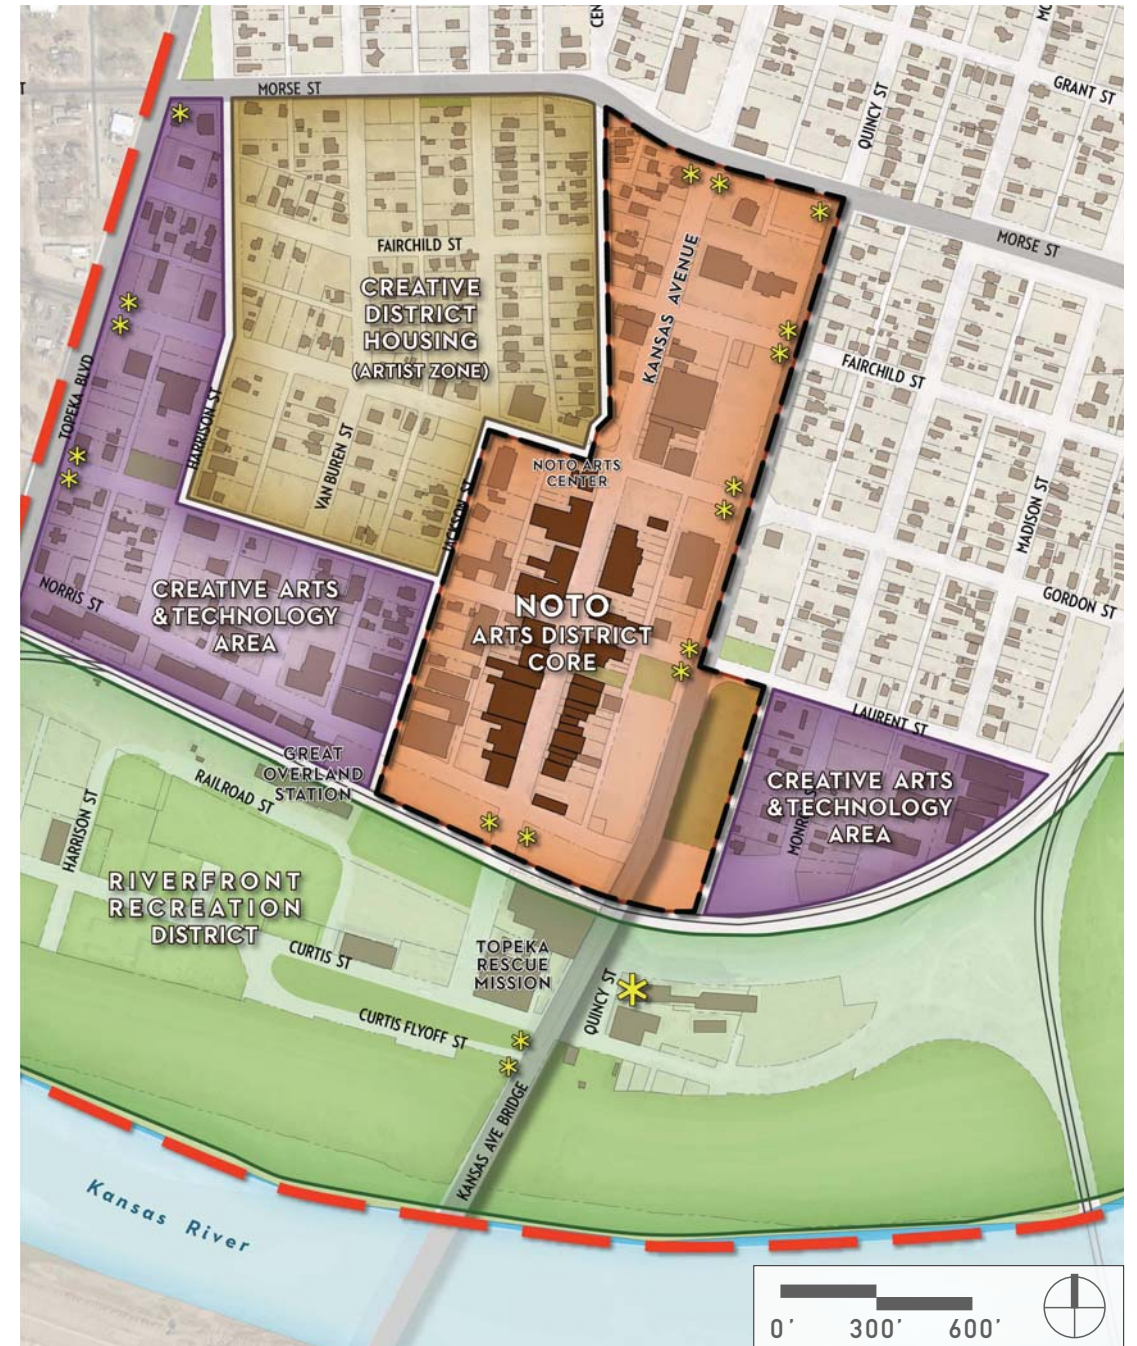 CEN
MO
T
MORSE ST
GRANT ST
QUINCY ST
MORSE ST
FAIRCHILD ST
CREATIVE
DISTRICT
HOUSING
(ARTIST ZONE)
KANSAS AVENUE
FAIRCHILD ST
TOPEKA BLVD
HARRISON ST
VAN BUREN ST
JACKSON ST
NOTO ARTS
CENTER
MADISON ST
GORDON ST
NORRIS ST
CREATIVE ARTS
& TECHNOLOGY
AREA
NOTO
ARTS DISTRICT
CORE
LAURENT ST
GREAT
OVERLAND
STATION
RAILROAD ST
HARRISON ST
CREATIVE ARTS
& TECHNOLOGY
AREA
RIVERFRONT
RECREATION
DISTRICT
CURTIS ST
TOPEKA
RESCUE
MISSION
QUINCY ST
CURTIS FLYOFF ST
KANSAS AVE BRIDGE
Kansas River
0' 300' 600'